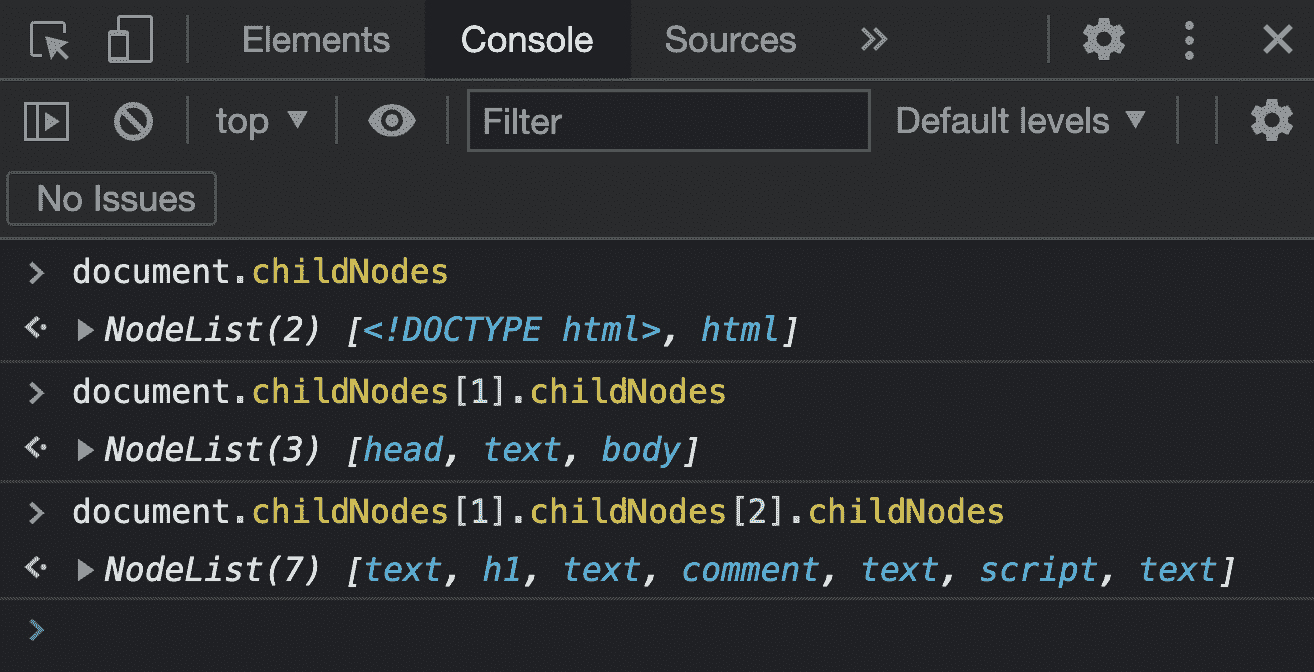 Elements Console Sources
top Filter Default levels
No Issues
document.childNodes
NodeList(2) [<!DOCTYPE html>, html]
document.childNodes[1].childNodes
NodeList(3) [head, text, body]
document.childNodes[1].childNodes[2].childNodes
NodeList(7) [text, h1, text, comment, text, script, text]